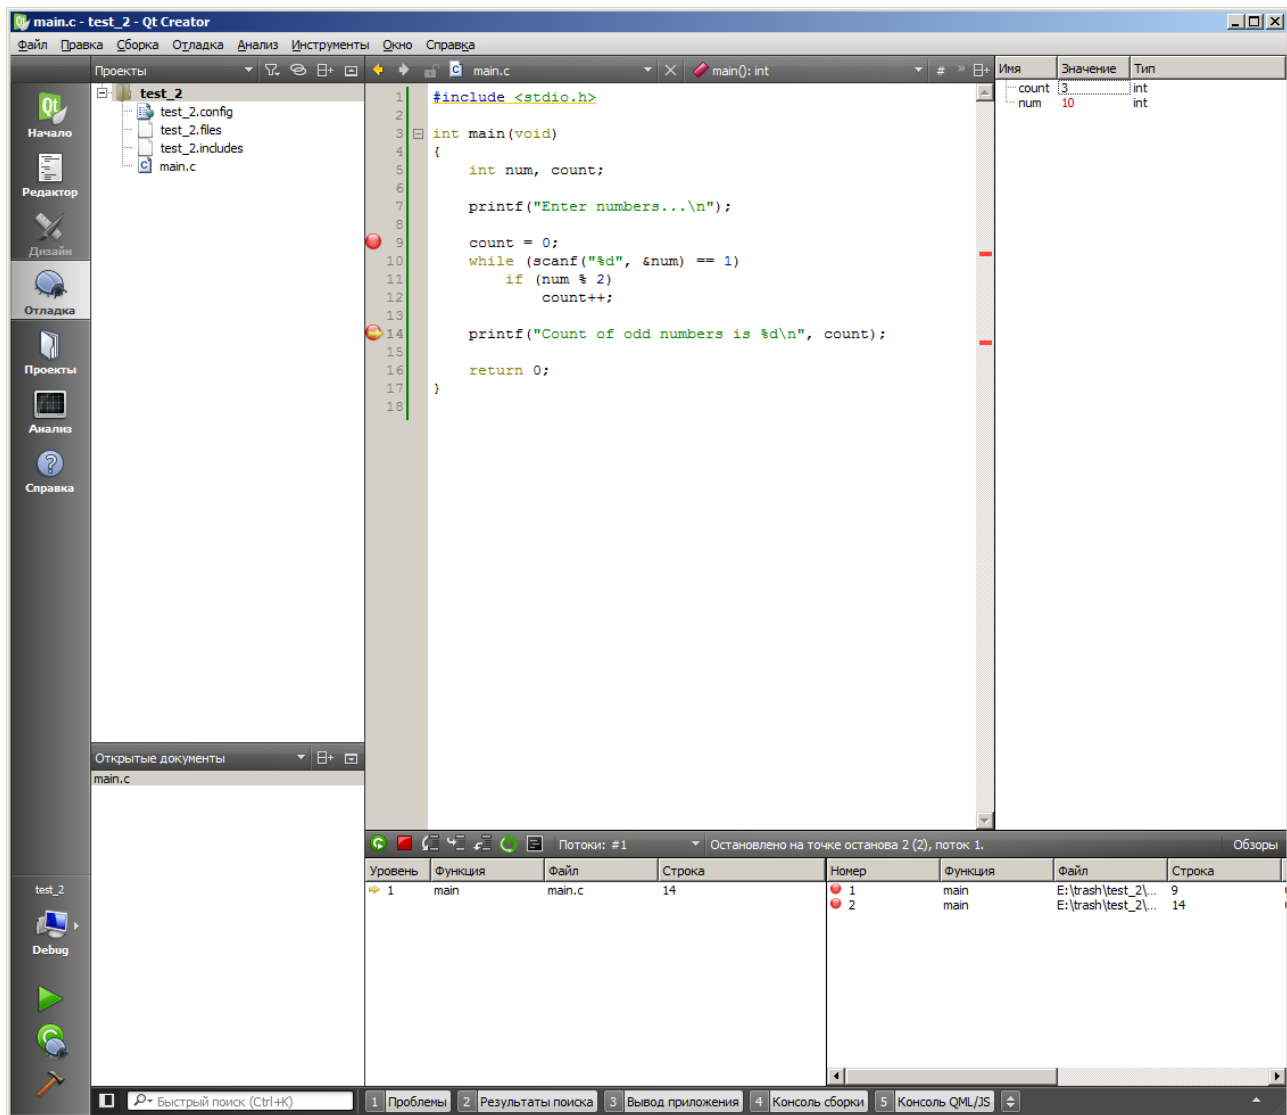 main.c - test_2 - Qt Creator
Файл Правка Сборка Отладка Анализ Инструменты Окно Справка
Проекты
main.c
main(): int
#
Имя Значение Тип
count 3 int
num 10 int
Начало
Редактор
Дизайн
Отладка
Проекты
Анализ
Справка
test_2
test_2.config
test_2.files
test_2.includes
main.c
1 #include <stdio.h>
2
3 int main(void)
4 {
5 int num, count;
6
7 printf("Enter numbers...\n");
8
9 count = 0;
10 while (scanf("%d", &num) == 1)
11 if (num % 2)
12 count++;
13
14 printf("Count of odd numbers is %d\n", count);
15
16 return 0;
17 }
18
Открытые документы
main.c
Потоки: #1
Остановлено на точке останова 2 (2), поток 1.
Обзоры
Уровень Функция Файл Строка
1 main main.c 14
Номер Функция Файл Строка
1 main E:\trash\test_2\... 9
2 main E:\trash\test_2\... 14
test_2
Debug
Быстрый поиск (Ctrl+K)
1 Проблемы 2 Результаты поиска 3 Вывод приложения 4 Консоль сборки 5 Консоль QML/JS